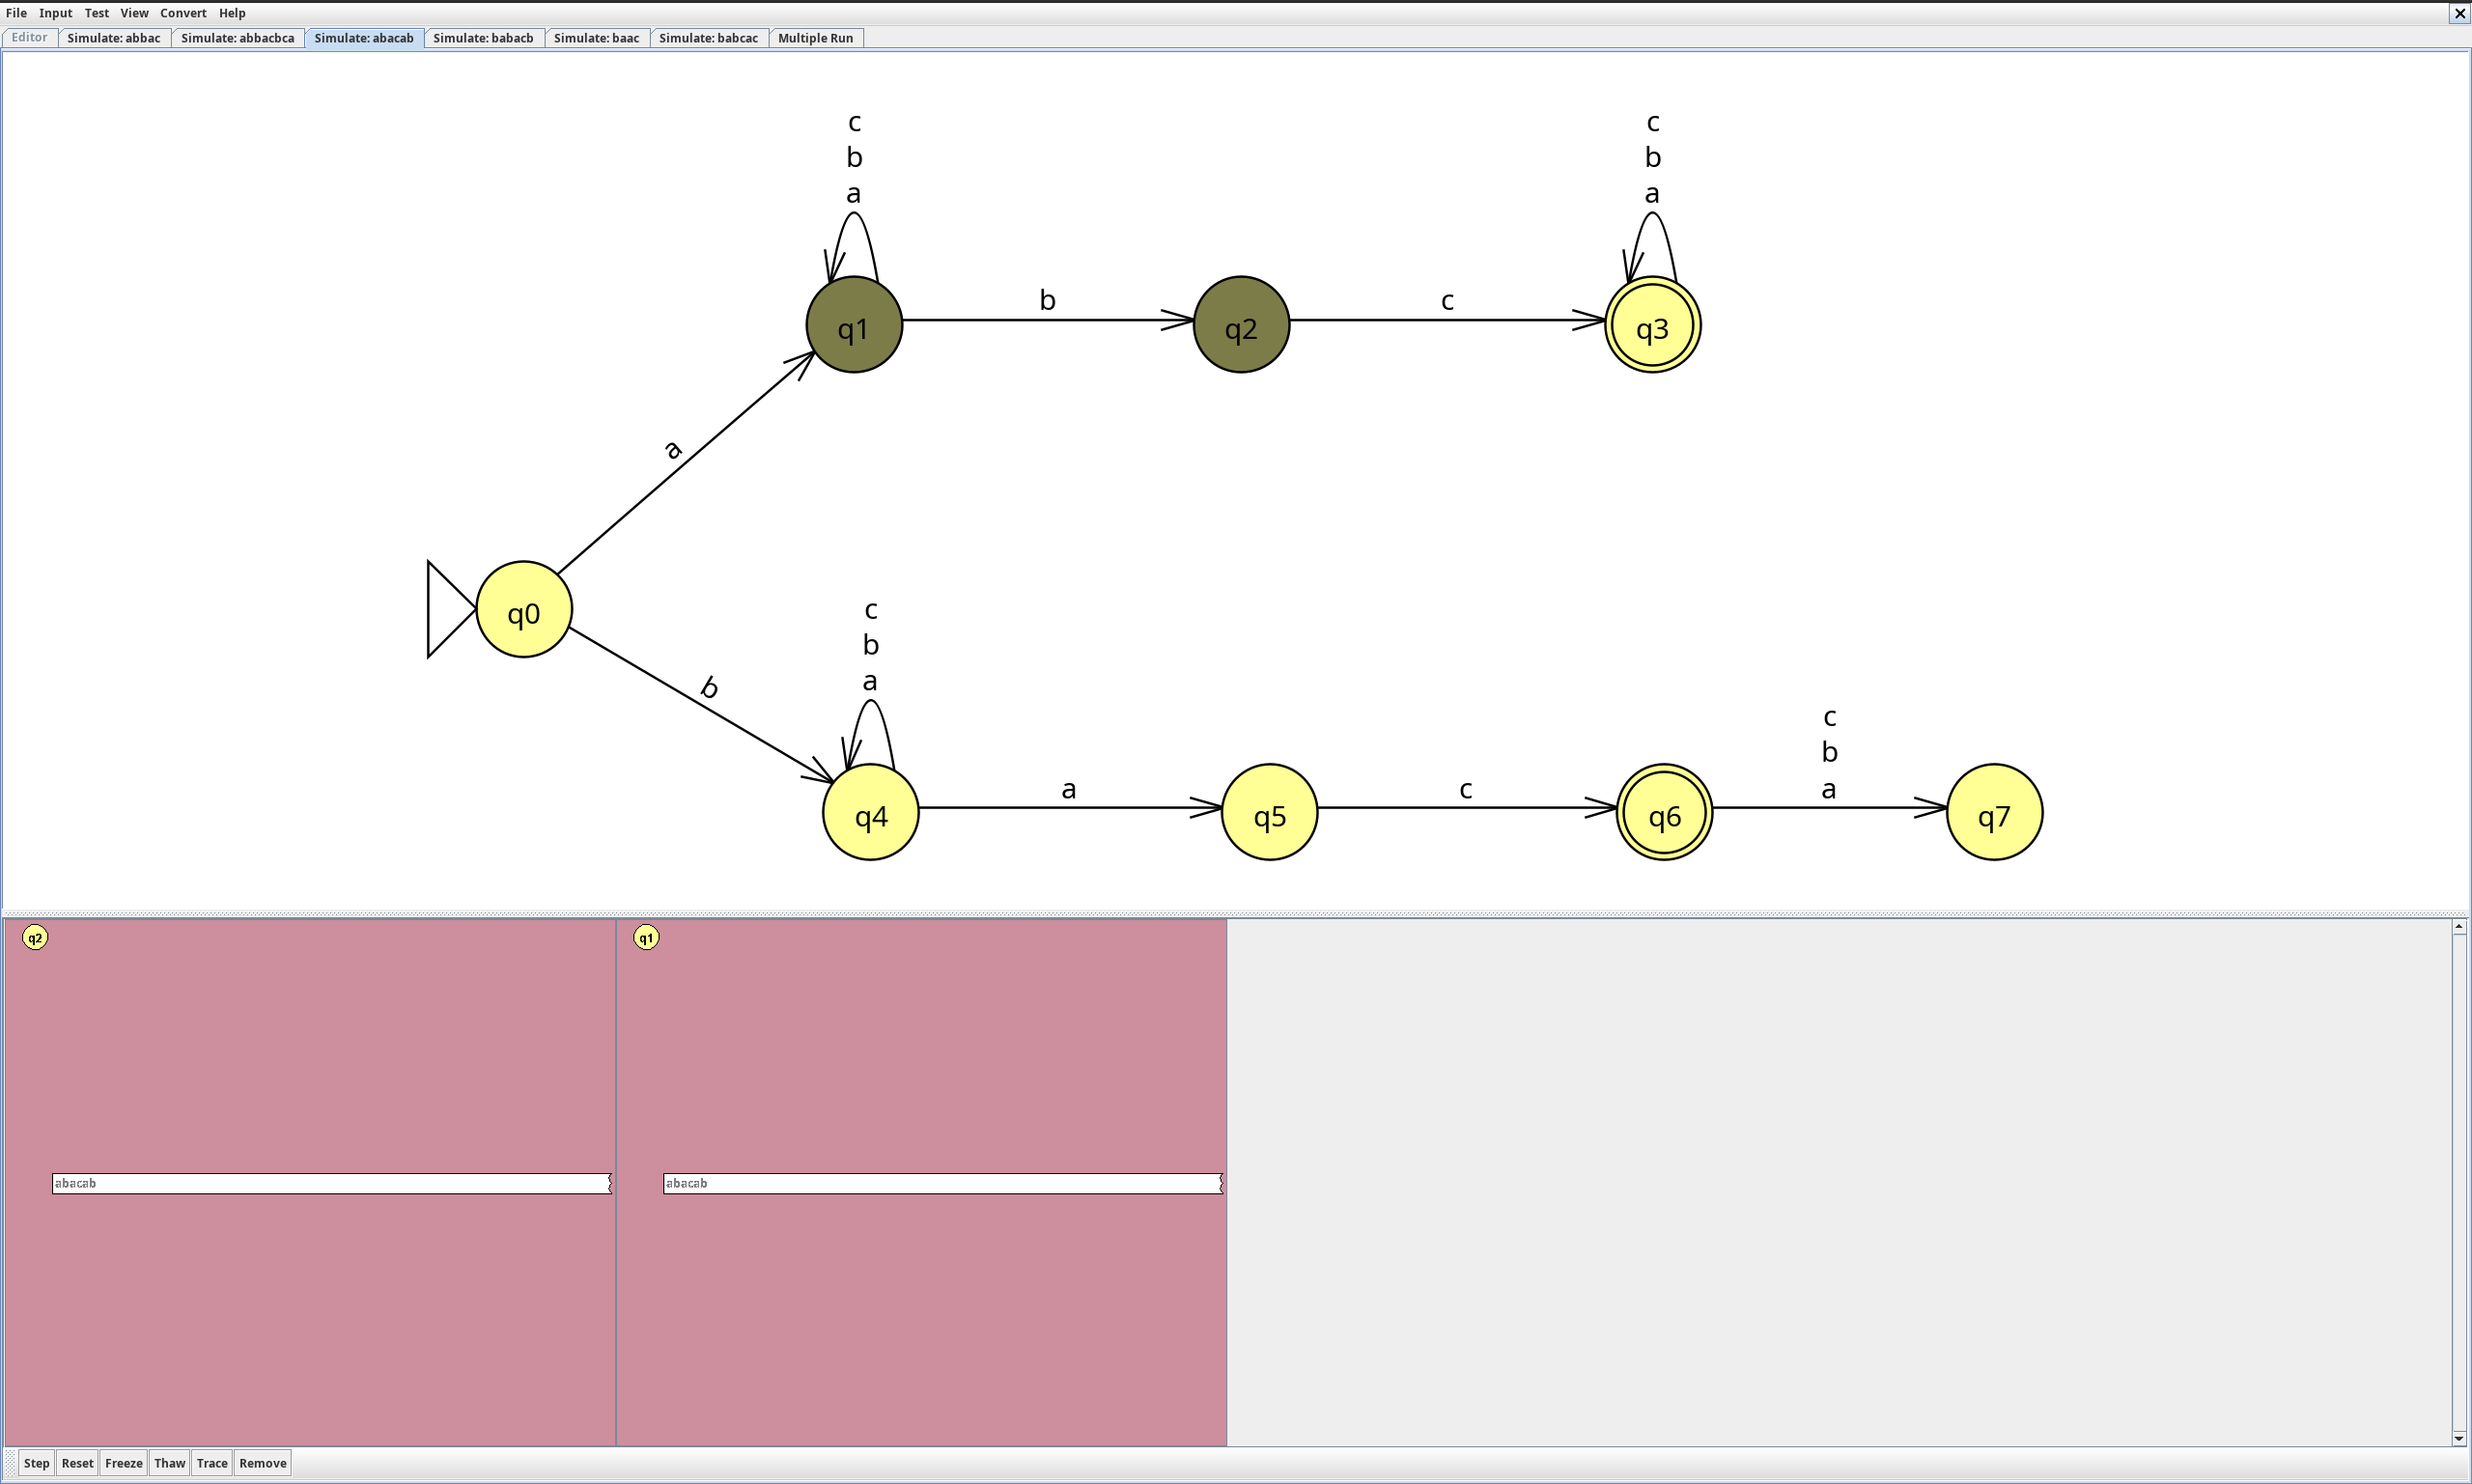 File Input Test View Convert Help
Editor Simulate: abbac Simulate: abbacbca Simulate: abacab Simulate: babacb Simulate: baac Simulate: babcac Multiple Run
c
b
a
c
b
a
b
c
q1
q2
q3
a
q0
c
b
a
b
c
b
a
a
c
q4
q5
q6
q7
q2
q1
abacab
abacab
Step Reset Freeze Thaw Trace Remove